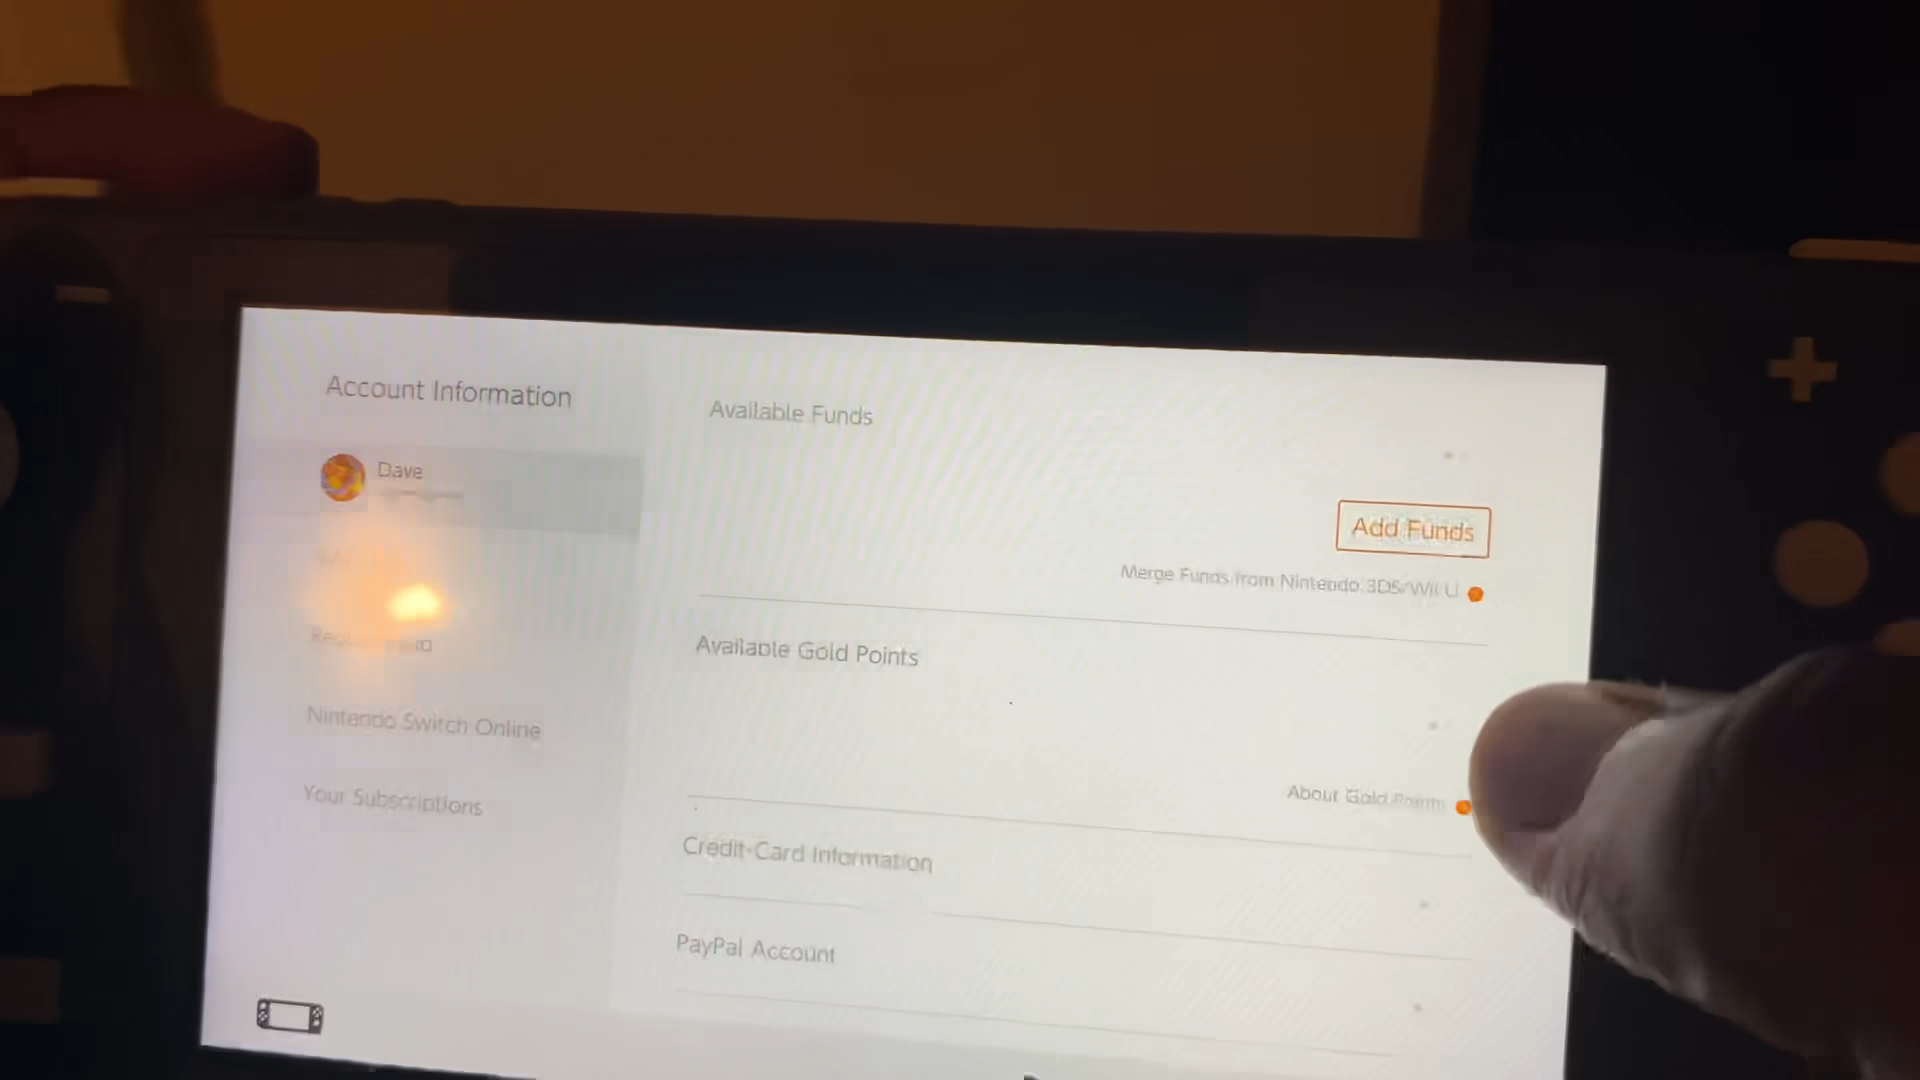 Account Information
Dave
Nintendo Switch Online
Your Subscriptions
Available Funds
Add Funds
Merge Funds from Nintendo 3DS/Wii U
Available Gold Points
About Gold Points
Credit-Card Information
PayPal Account